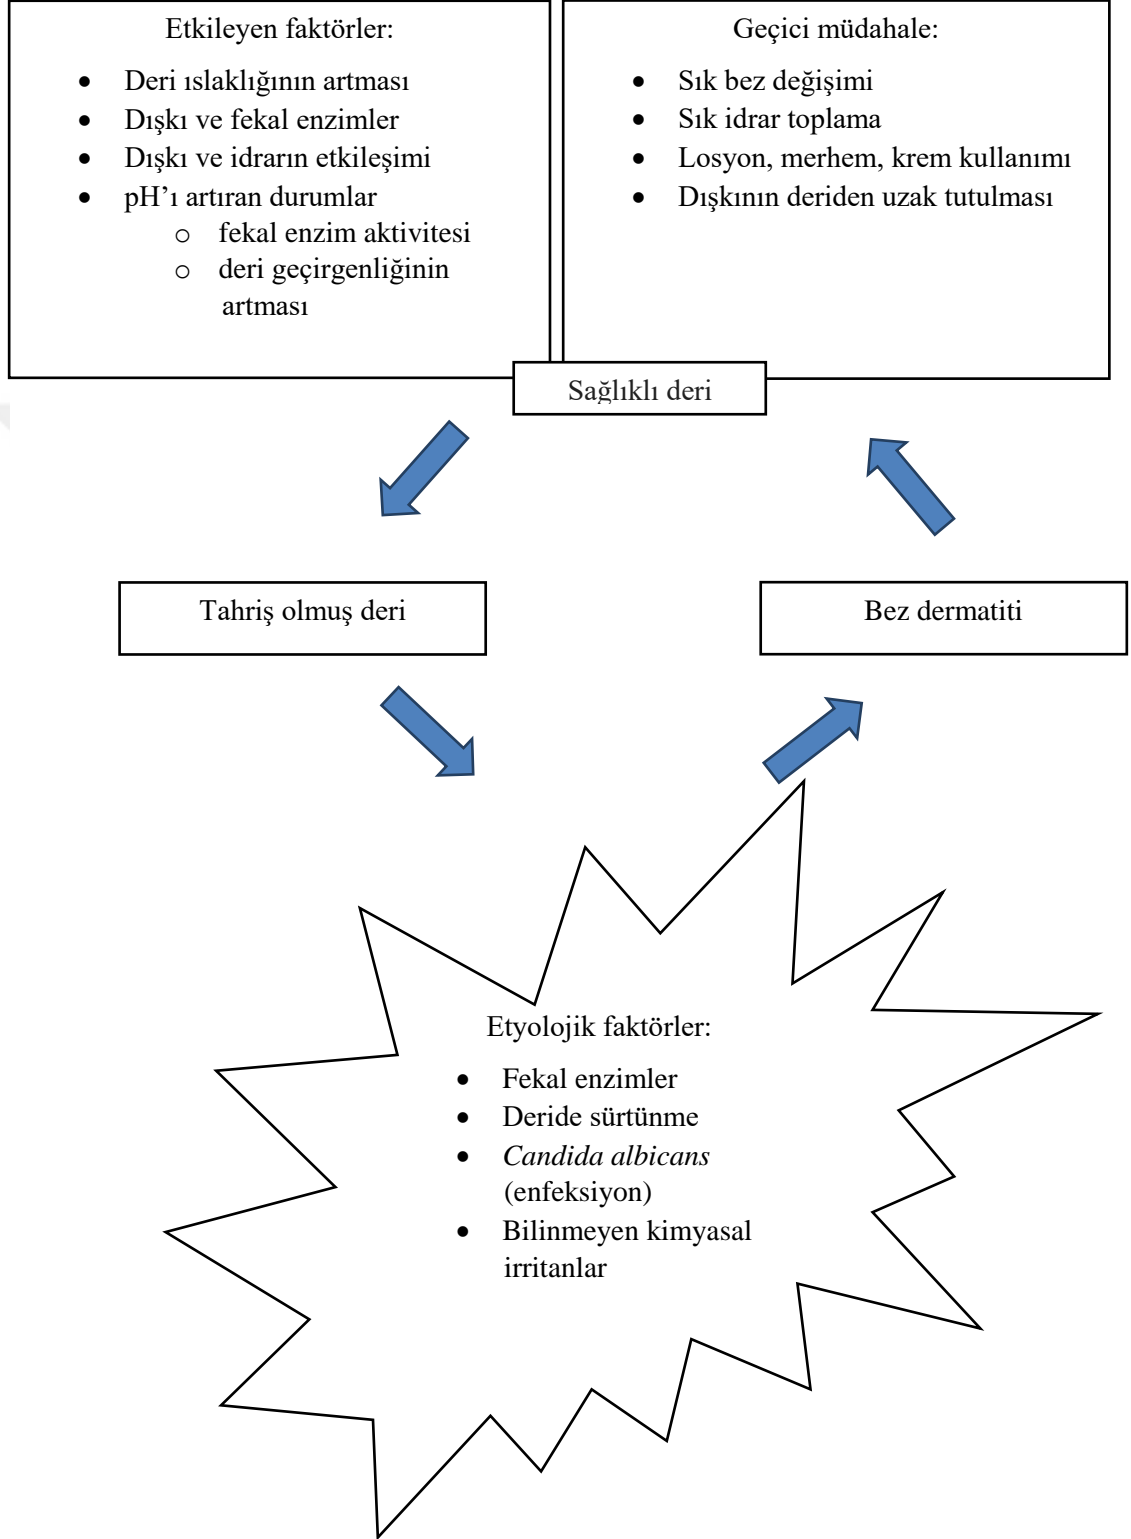 Etkileyen faktörler:
• Deri ıslaklığının artması
• Dışkı ve fekal enzimler
• Dışkı ve idrarın etkileşimi
• pH’ı artıran durumlar
o fekal enzim aktivitesi
o deri geçirgenliğinin
artması
Geçici müdahale:
• Sık bez değişimi
• Sık idrar toplama
• Losyon, merhem, krem kullanımı
• Dışkının deriden uzak tutulması
Sağlıklı deri
Tahriş olmuş deri
Bez dermatiti
Etyolojik faktörler:
• Fekal enzimler
• Deride sürtünme
• Candida albicans
(enfeksiyon)
• Bilinmeyen kimyasal
irritanlar